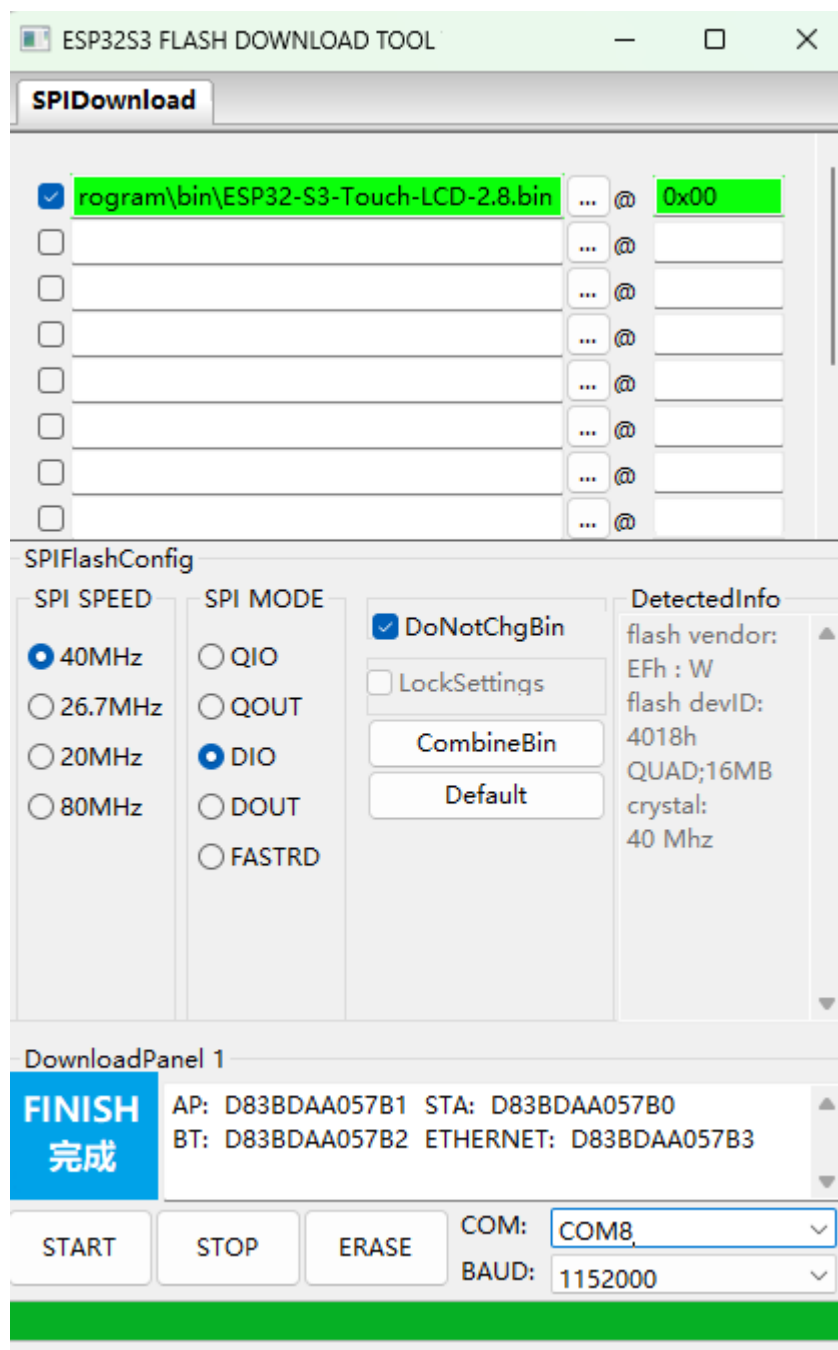 ESP32S3 FLASH DOWNLOAD TOOL
SPIDownload
rogram\bin\ESP32-S3-Touch-LCD-2.8.bin ... @ 0x00
... @
... @
... @
... @
... @
... @
... @
SPIFlashConfig
SPI SPEED
40MHz
26.7MHz
20MHz
80MHz
SPI MODE
QIO
QOUT
DIO
DOUT
FASTRD
DoNotChgBin
LockSettings
CombineBin
Default
DetectedInfo
flash vendor:
EFh : W
flash devID:
4018h
QUAD;16MB
crystal:
40 Mhz
DownloadPanel 1
FINISH
完成
AP: D83BDAA057B1 STA: D83BDAA057B0
BT: D83BDAA057B2 ETHERNET: D83BDAA057B3
START
STOP
ERASE
COM: COM8
BAUD: 1152000